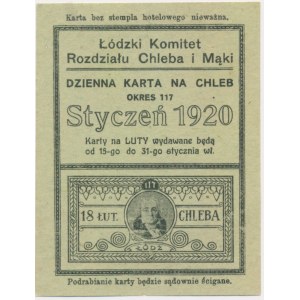 Karta bez stempla hotelowego nieważna.
Łódzki Komitet
Rozdziału Chleba i Mąki
DZIENNA KARTA NA CHLEB
OKRES 117
Styczeń 1920
Karty na LUTY wydawane będą
od 15-go do 31-go stycznia wł.
117
18 ŁUT. CHLEBA
ŁÓDŹ
Podrabianie karty będzie sądownie ścigane.